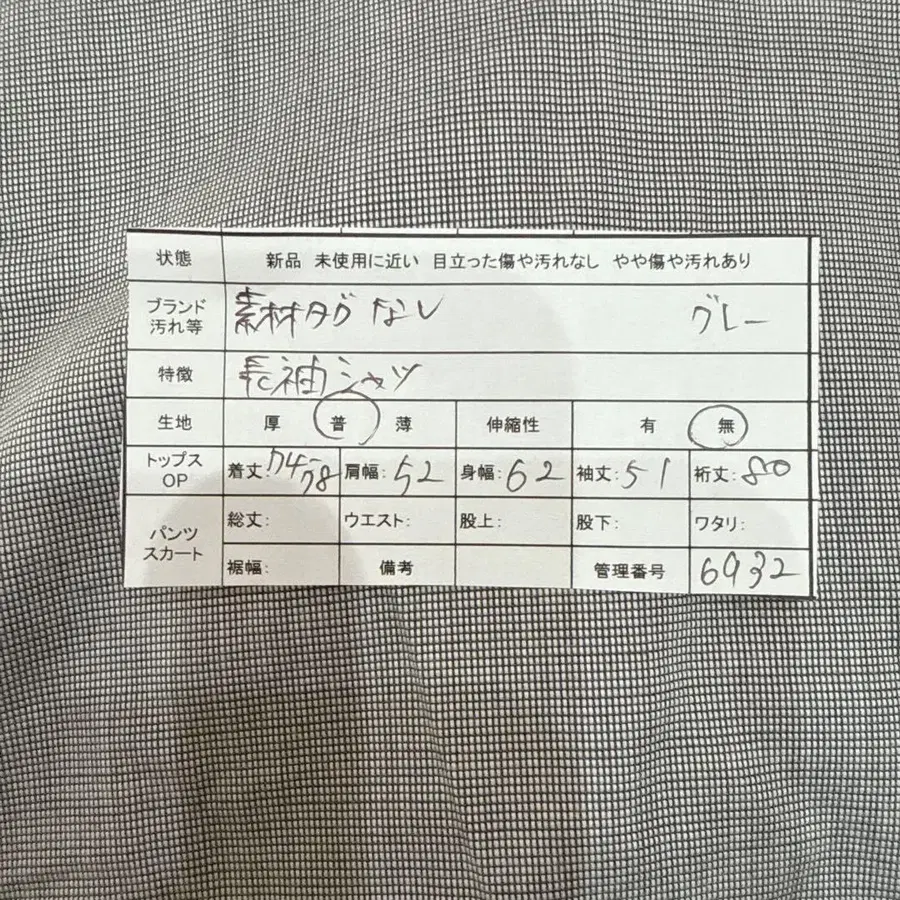 状態 新品 未使用に近い 目立った傷や汚れなし やや傷や汚れあり
ブランド 汚れ等 素材タグなし グレー
特徴 長袖シャツ
生地 厚 普 薄 伸縮性 有 無
トップス OP 着丈:74-78 肩幅:52 身幅:62 袖丈:51 裄丈:80
パンツ スカート 総丈: ウエスト: 股上: 股下: ワタリ:
裾幅: 備考 管理番号 6932